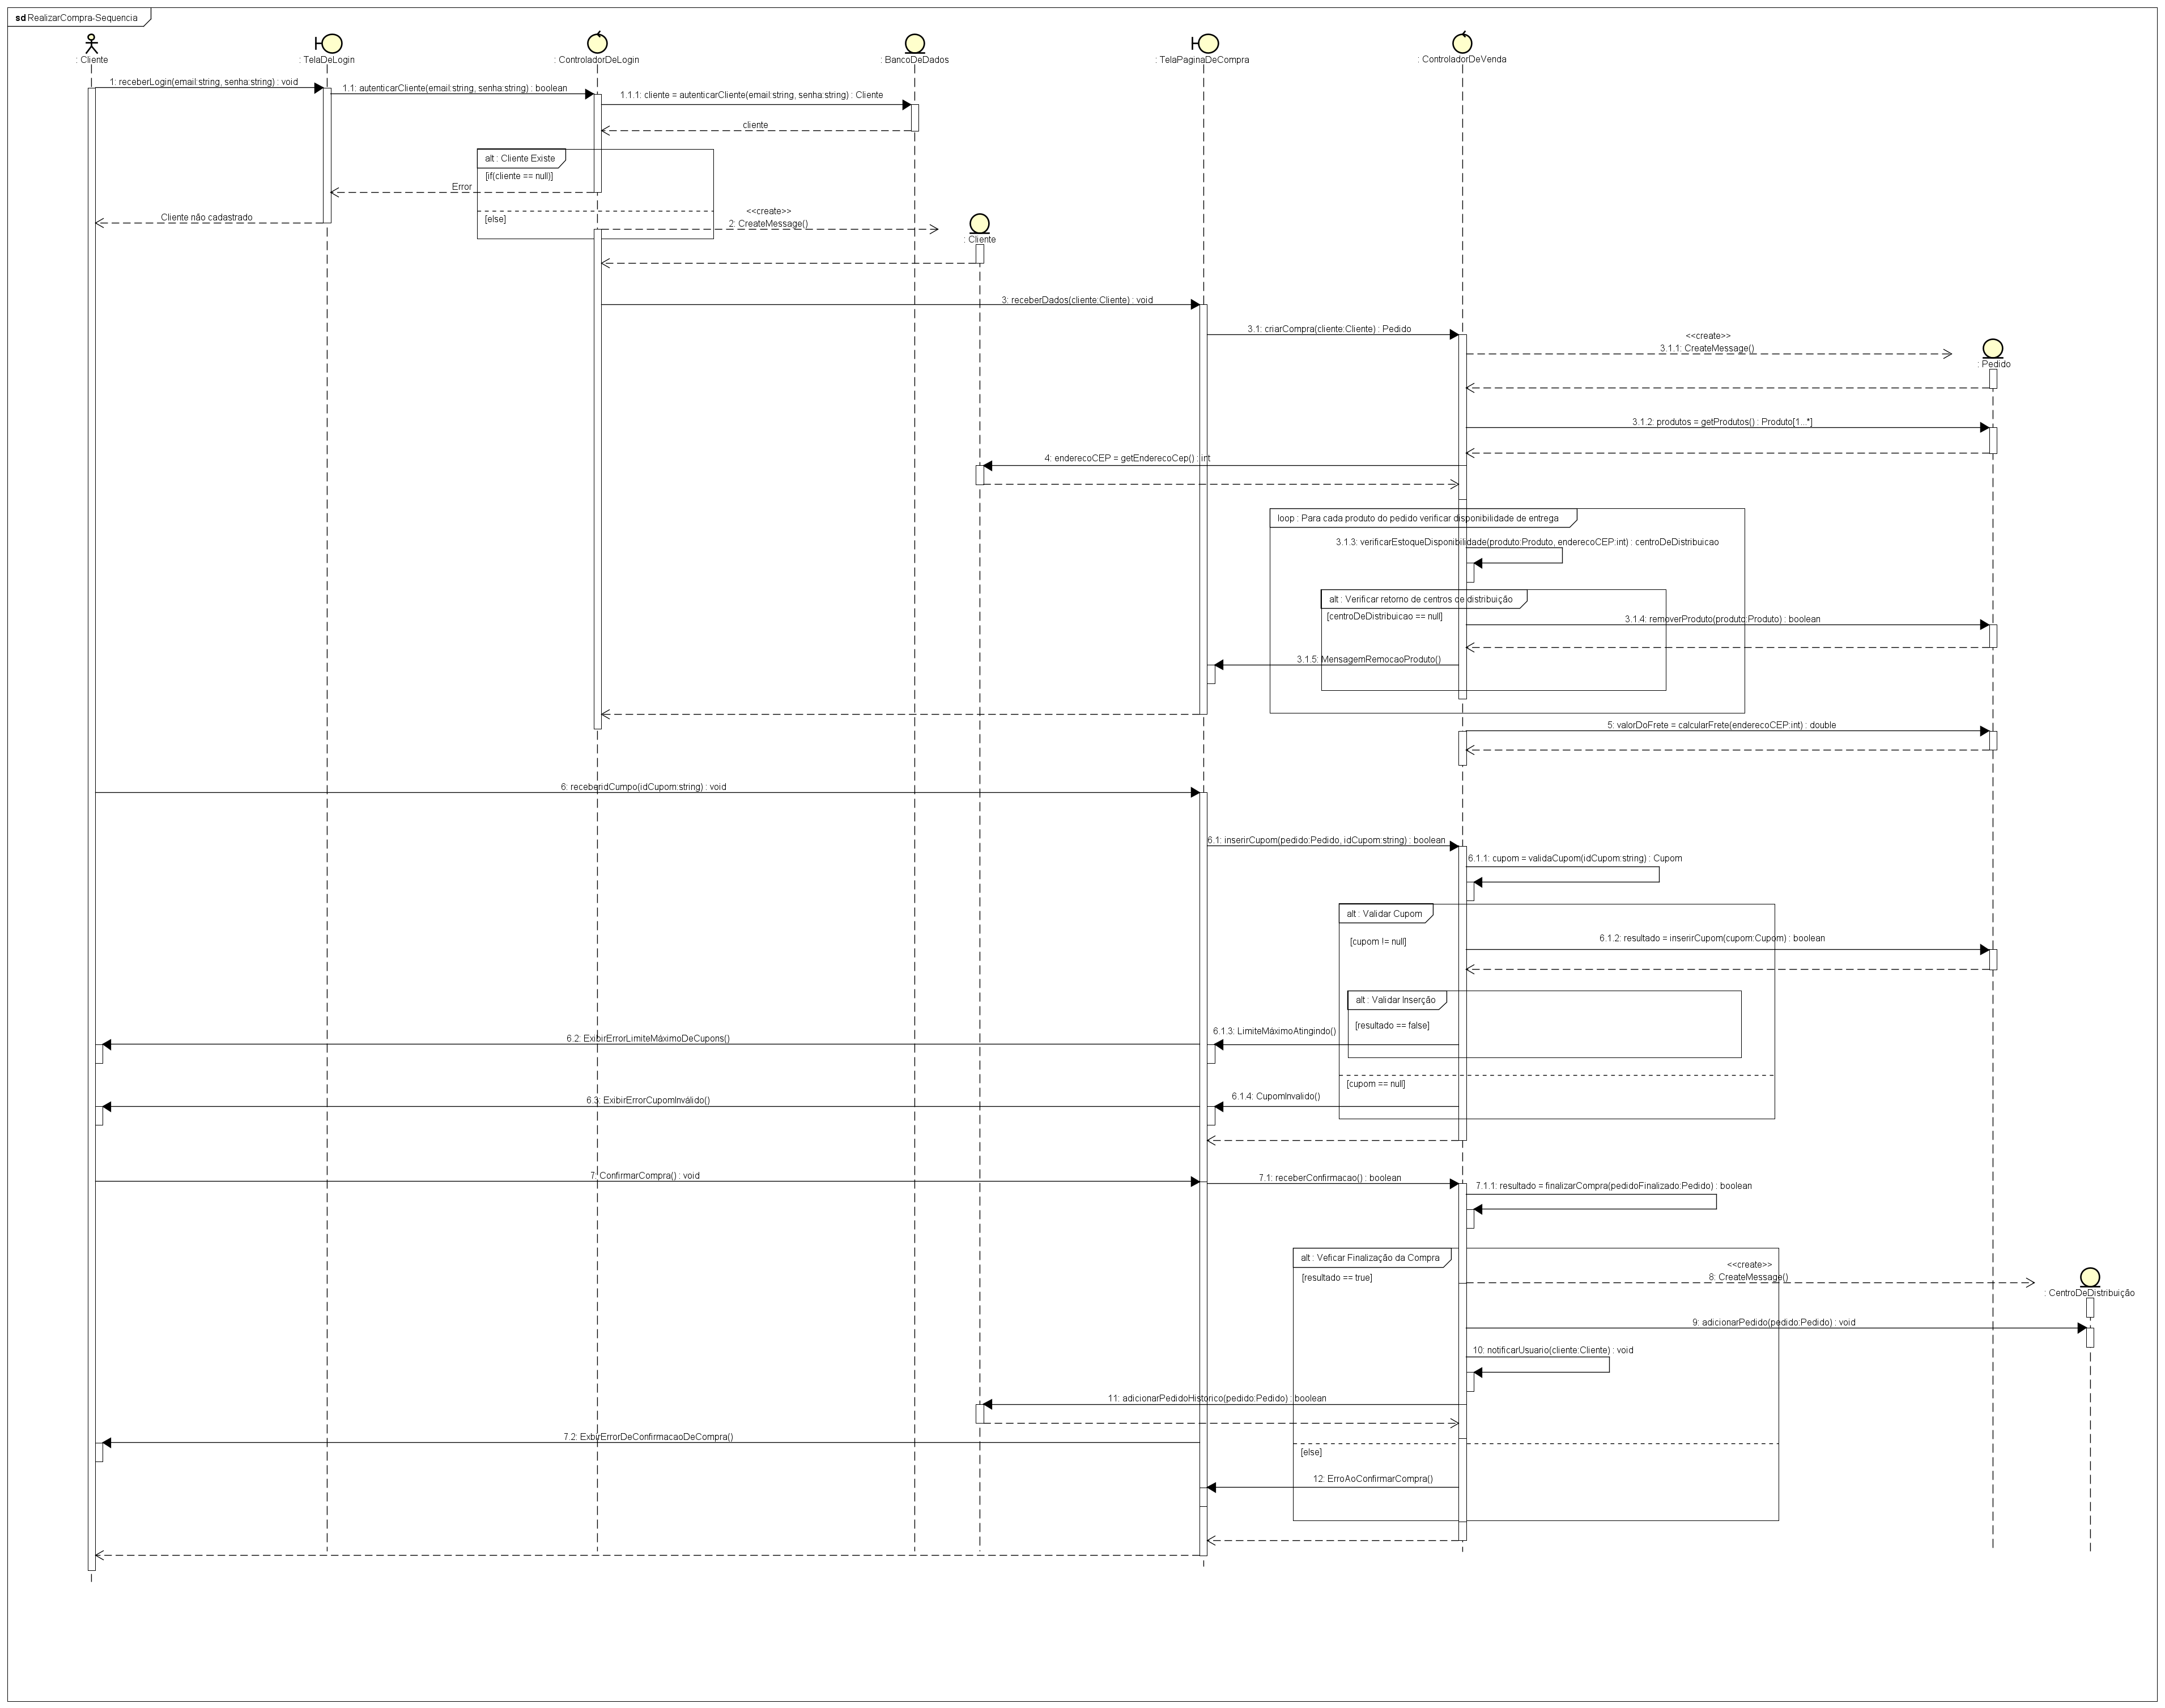 sd RealizarCompra-Sequencia
: Cliente
: TelaDeLogin
: ControladorDeLogin
: BancoDeDados
: TelaPaginaDeCompra
: ControladorDeVenda
1: receberLogin(email:string, senha:string) : void
1.1: autenticarCliente(email:string, senha:string) : boolean
1.1.1: cliente = autenticarCliente(email:string, senha:string) : Cliente
cliente
alt : Cliente Existe
[if(cliente == null)]
Error
Cliente não cadastrado
[else]
<<create>>
2: CreateMessage()
: Cliente
3: receberDados(cliente:Cliente) : void
3.1: criarCompra(cliente:Cliente) : Pedido
<<create>>
3.1.1: CreateMessage()
: Pedido
3.1.2: produtos = getProdutos() : Produto[1...*]
4: enderecoCEP = getEnderecoCep() : int
loop : Para cada produto do pedido verificar disponibilidade de entrega
3.1.3: verificarEstoqueDisponibilidade(produto:Produto, enderecoCEP:int) : centroDeDistribuicao
alt : Verificar retorno de centros de distribuição
[centroDeDistribuicao == null]
3.1.4: removerProduto(produto:Produto) : boolean
3.1.5: MensagemRemocaoProduto()
5: valorDoFrete = calcularFrete(enderecoCEP:int) : double
6: receberidCumpo(idCupom:string) : void
6.1: inserirCupom(pedido:Pedido, idCupom:string) : boolean
6.1.1: cupom = validaCupom(idCupom:string) : Cupom
alt : Validar Cupom
[cupom != null]
6.1.2: resultado = inserirCupom(cupom:Cupom) : boolean
alt : Validar Inserção
[resultado == false]
6.1.3: LimiteMáximoAtingindo()
6.2: ExibirErrorLimiteMáximoDeCupons()
[cupom == null]
6.1.4: CupomInvalido()
6.3: ExibirErrorCupomInválido()
7: ConfirmarCompra() : void
7.1: receberConfirmacao() : boolean
7.1.1: resultado = finalizarCompra(pedidoFinalizado:Pedido) : boolean
alt : Veficar Finalização da Compra
[resultado == true]
<<create>>
8: CreateMessage()
: CentroDeDistribuição
9: adicionarPedido(pedido:Pedido) : void
10: notificarUsuario(cliente:Cliente) : void
11: adicionarPedidoHistorico(pedido:Pedido) : boolean
7.2: ExbirErrorDeConfirmacaoDeCompra()
[else]
12: ErroAoConfirmarCompra()